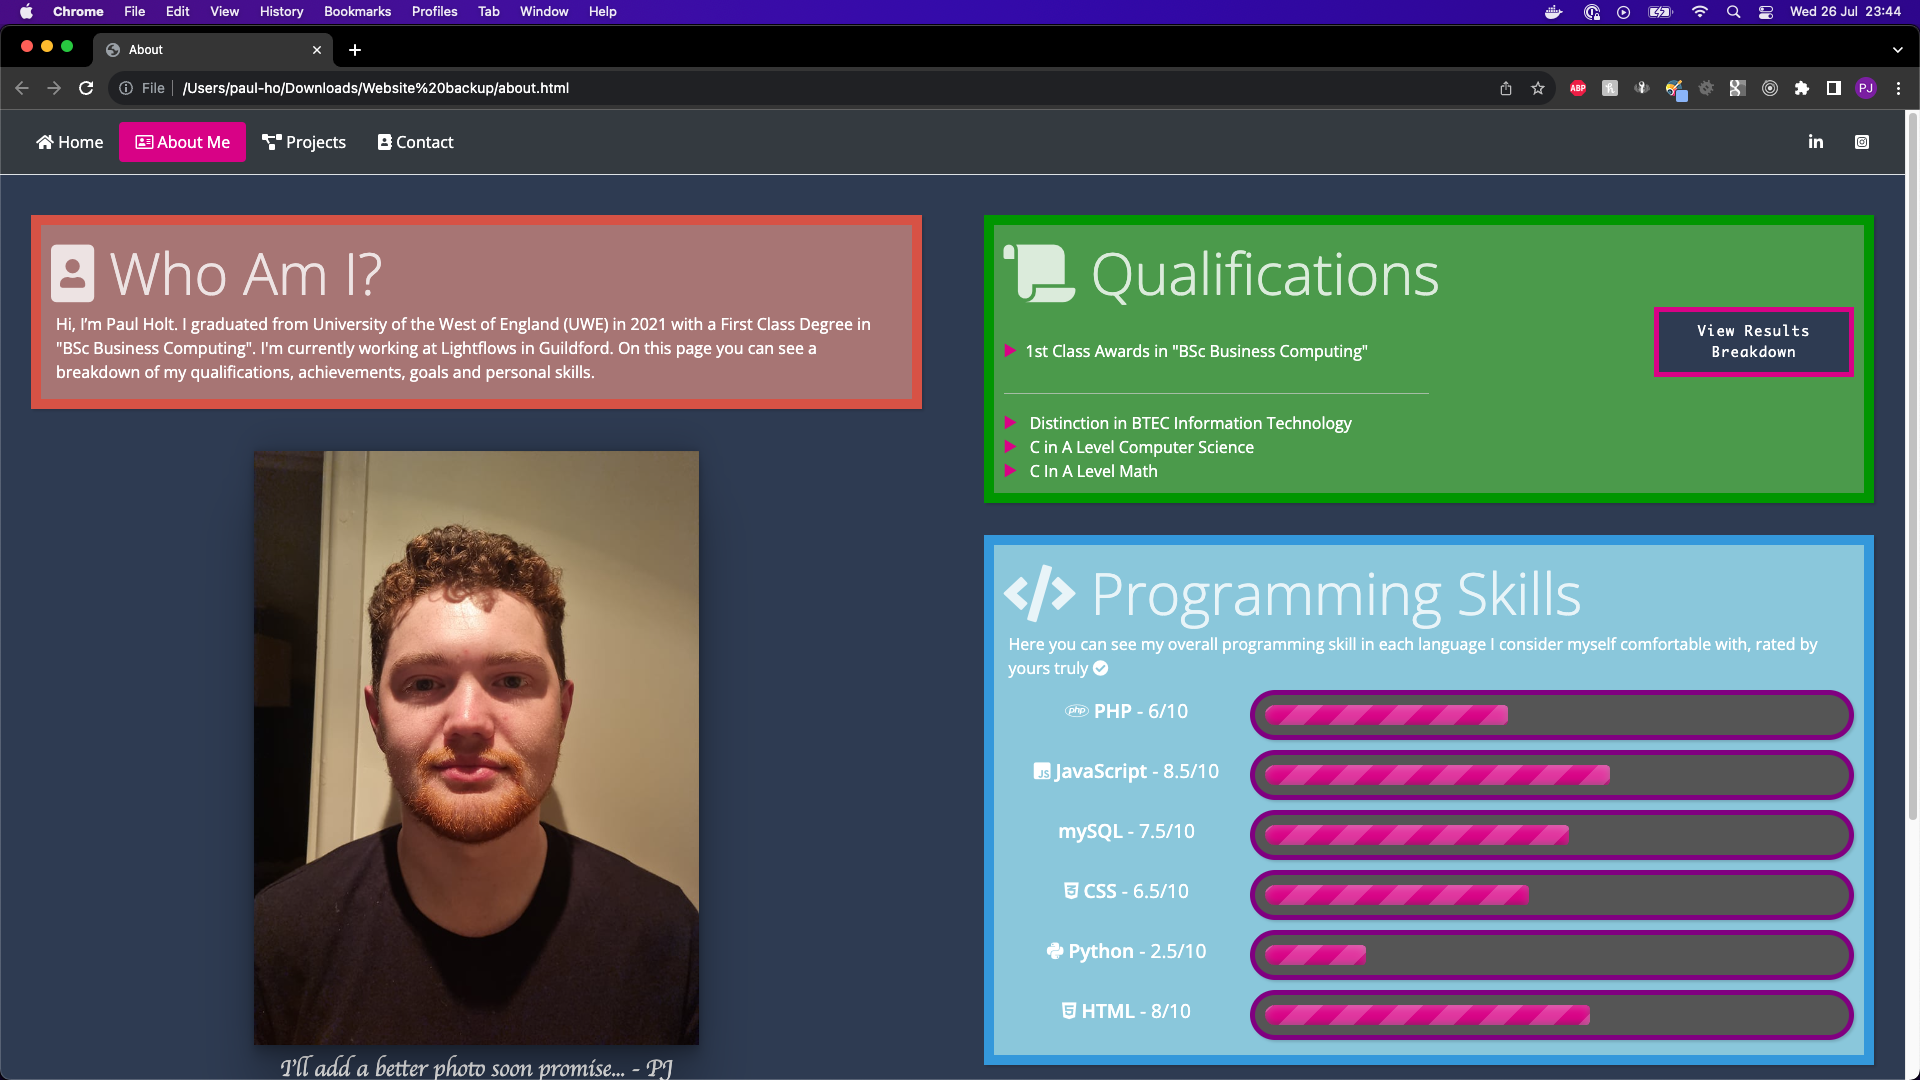 Chrome File Edit View History Bookmarks Profiles Tab Window Help Wed 26 Jul 23:44
About
File /Users/paul-ho/Downloads/Website%20backup/about.html ABP PJ
Home About Me Projects Contact in
Who Am I?
Hi, I'm Paul Holt. I graduated from University of the West of England (UWE) in 2021 with a First Class Degree in
"BSc Business Computing". I'm currently working at Lightflows in Guildford. On this page you can see a
breakdown of my qualifications, achievements, goals and personal skills.
I'll add a better photo soon promise... - PJ
Qualifications
1st Class Awards in "BSc Business Computing"
View Results
Breakdown
Distinction in BTEC Information Technology
C in A Level Computer Science
C In A Level Math
Programming Skills
Here you can see my overall programming skill in each language I consider myself comfortable with, rated by
yours truly
php PHP - 6/10
JS JavaScript - 8.5/10
mySQL - 7.5/10
CSS - 6.5/10
Python - 2.5/10
HTML - 8/10